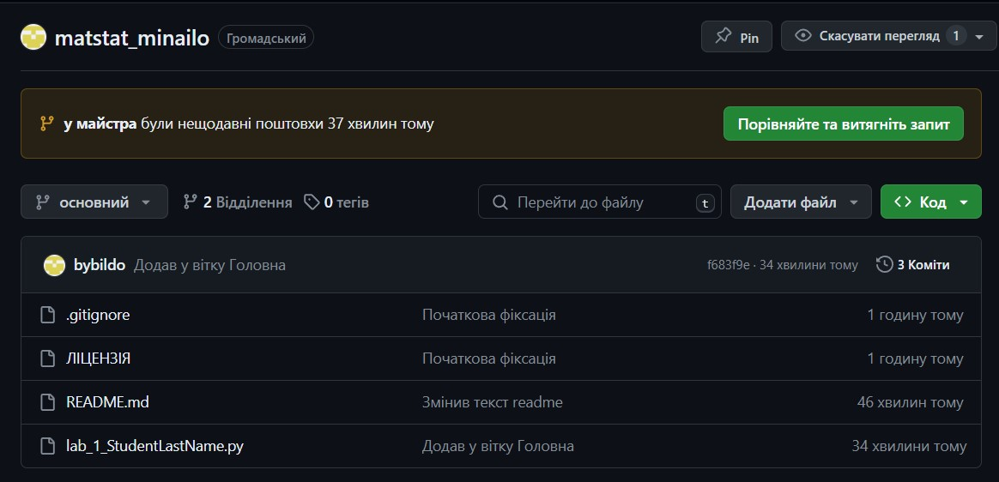 matstat_minailo Громадський Pin Скасувати перегляд 1
у майстра були нещодавні поштовхи 37 хвилин тому Порівняйте та витягніть запит
основний 2 Відділення 0 тегів Перейти до файлу t Додати файл Код
bybildo Додав у вітку Головна f683f9e · 34 хвилини тому 3 Коміти
.gitignore Початкова фіксація 1 годину тому
ЛІЦЕНЗІЯ Початкова фіксація 1 годину тому
README.md Змінив текст readme 46 хвилин тому
lab_1_StudentLastName.py Додав у вітку Головна 34 хвилини тому